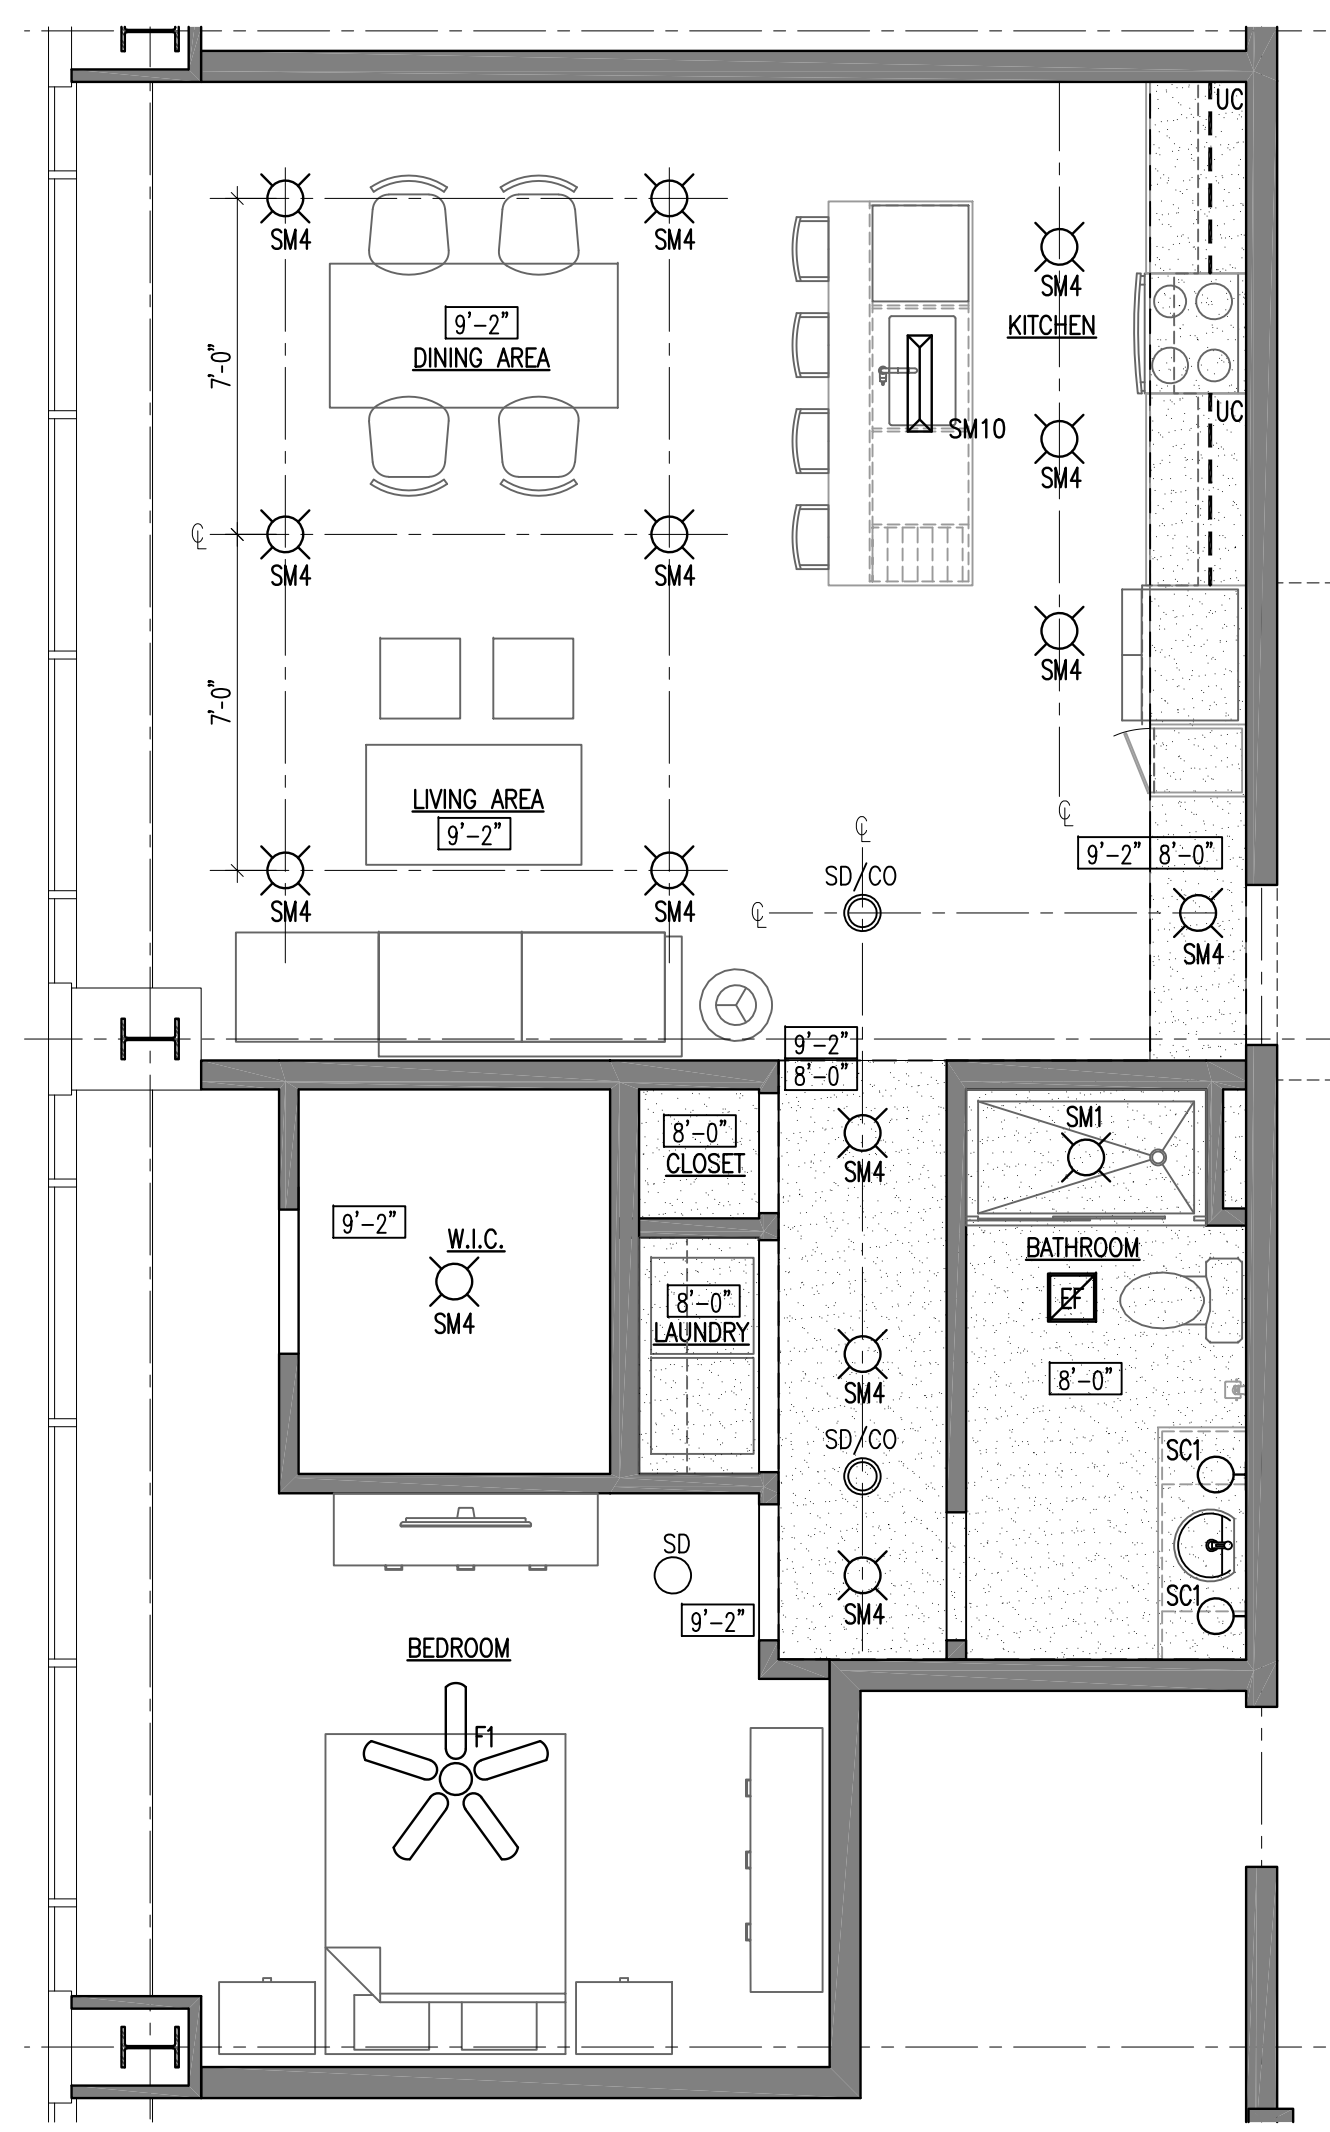 UC
SM4
SM4
SM4
9'-2"
DINING AREA
KITCHEN
7'-0"
UC
SM10
SM4
℄
SM4
SM4
SM4
7'-0"
LIVING AREA
9'-2"
℄
℄
9'-2" 8'-0"
SD/CO
℄
SM4
SM4
SM4
9'-2"
8'-0"
8'-0"
CLOSET
SM4
SM1
9'-2"
W.I.C.
SM4
8'-0"
LAUNDRY
BATHROOM
EF
8'-0"
SM4
SD/CO
SC1
SD
9'-2"
SM4
SC1
BEDROOM
F1